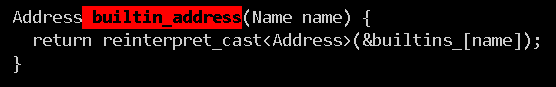 Address builtin_address(Name name) {
  return reinterpret_cast<Address>(&builtins_[name]);
}